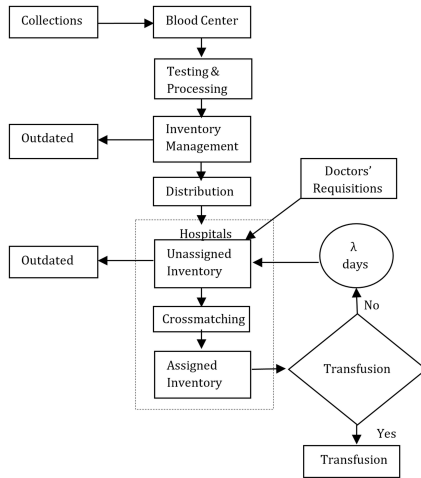 Collections
Blood Center
Testing &
Processing
Outdated
Inventory
Management
Doctors'
Requisitions
Distribution
Hospitals
Outdated
Unassigned
Inventory
λ
days
No
Crossmatching
Assigned
Inventory
Transfusion
Yes
Transfusion